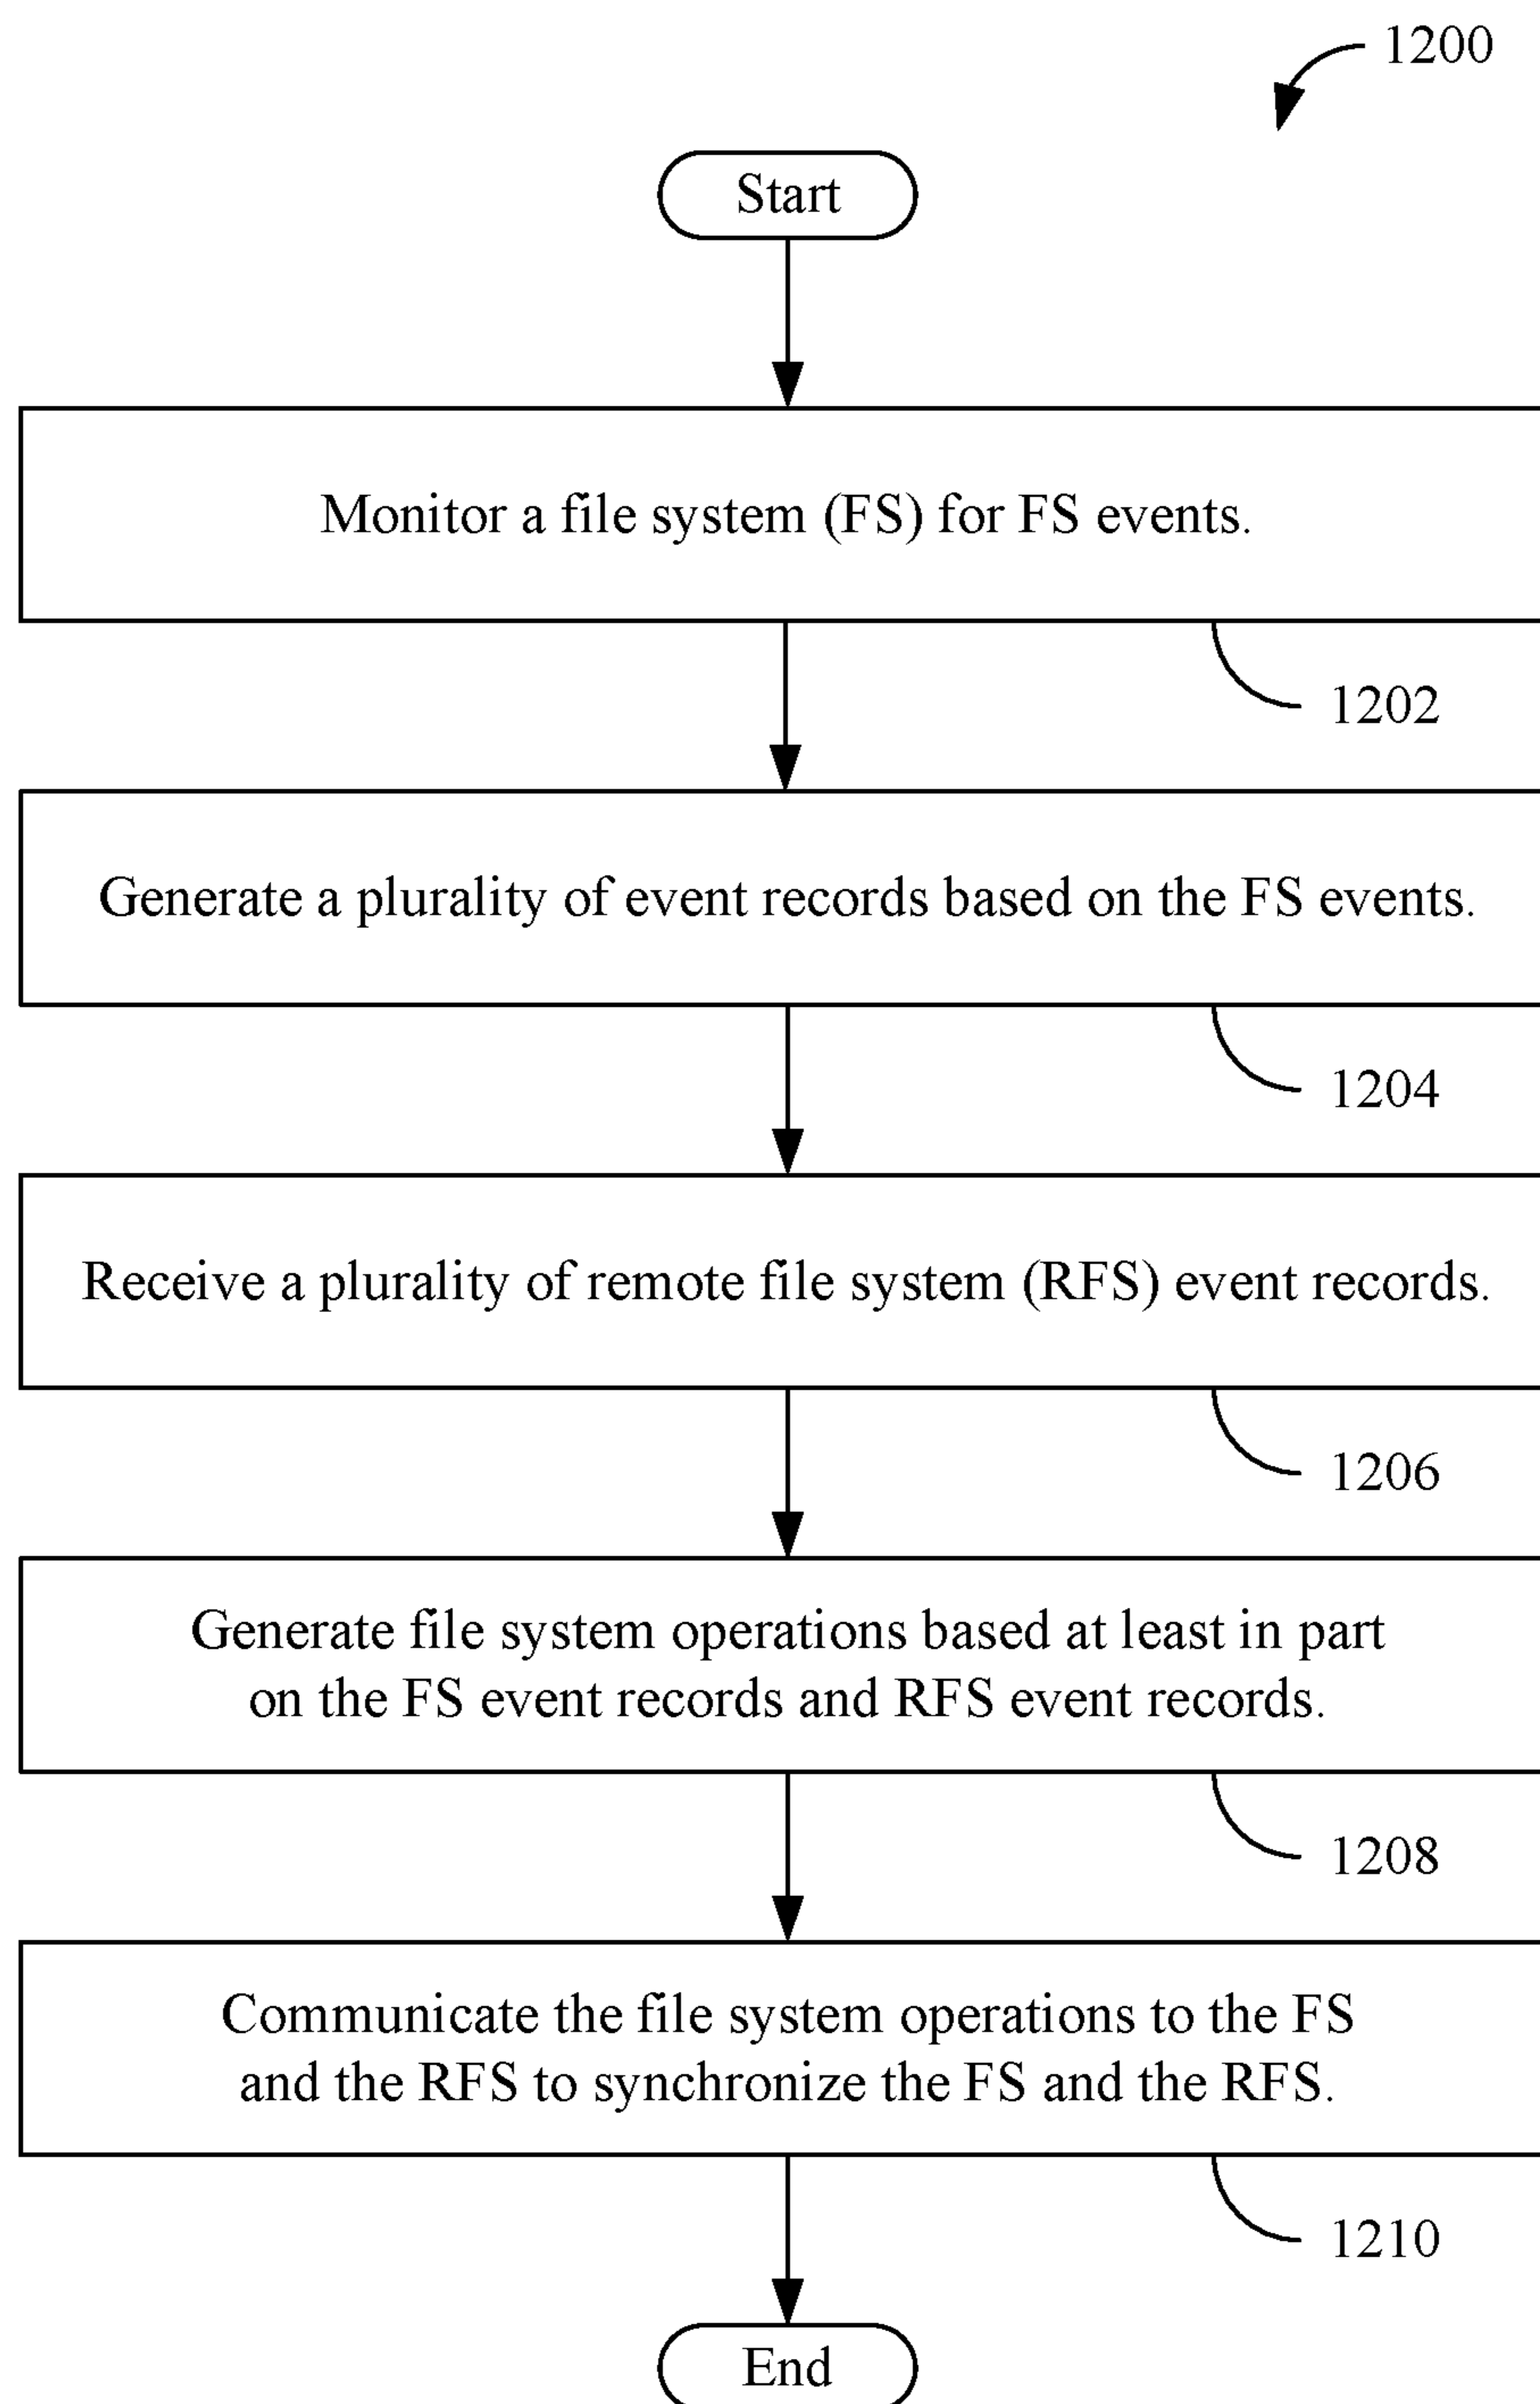 1200
Start
Monitor a file system (FS) for FS events.
1202
Generate a plurality of event records based on the FS events.
1204
Receive a plurality of remote file system (RFS) event records.
1206
Generate file system operations based at least in part
on the FS event records and RFS event records.
1208
Communicate the file system operations to the FS
and the RFS to synchronize the FS and the RFS.
1210
End